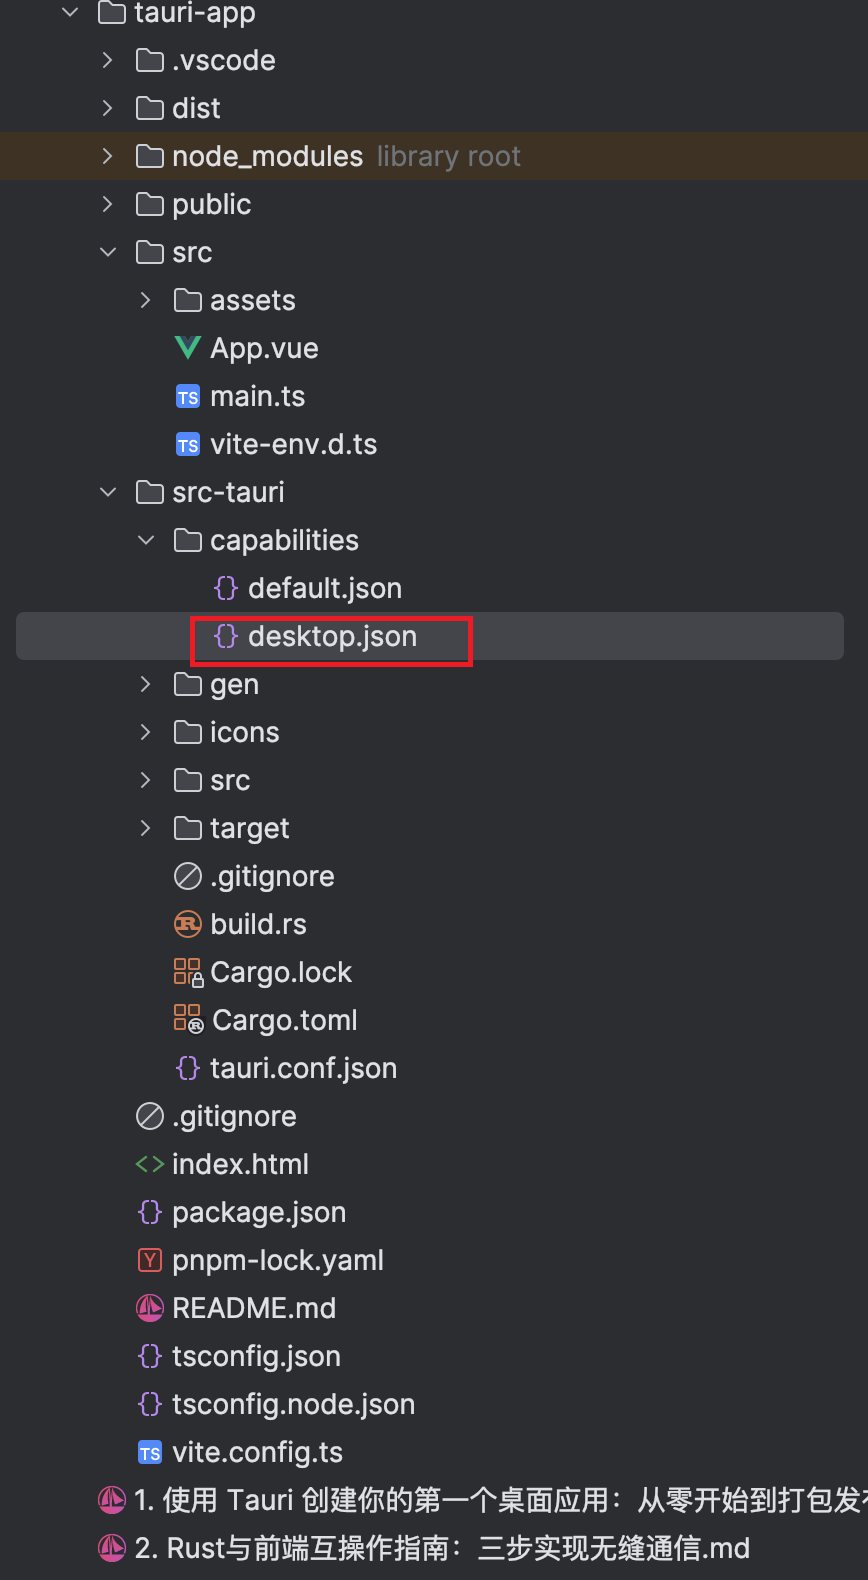 tauri-app
.vscode
dist
node_modules library root
public
src
assets
App.vue
TS main.ts
TS vite-env.d.ts
src-tauri
capabilities
{} default.json
{} desktop.json
gen
icons
src
target
.gitignore
build.rs
Cargo.lock
Cargo.toml
{} tauri.conf.json
.gitignore
<> index.html
{} package.json
Y pnpm-lock.yaml
README.md
{} tsconfig.json
{} tsconfig.node.json
TS vite.config.ts
1. 使用 Tauri 创建你的第一个桌面应用：从零开始到打包发
2. Rust与前端互操作指南：三步实现无缝通信.md